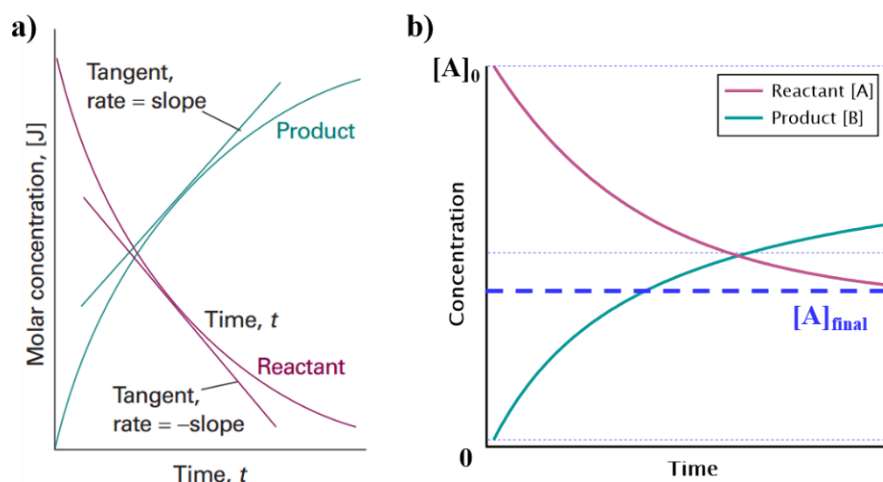 a)
Molar concentration, [J]
Tangent,
rate = slope
Product
Time, t
Reactant
Tangent,
rate = −slope
Time, t
b)
[A]0
Reactant [A]
Product [B]
Concentration
[A]final
0
Time